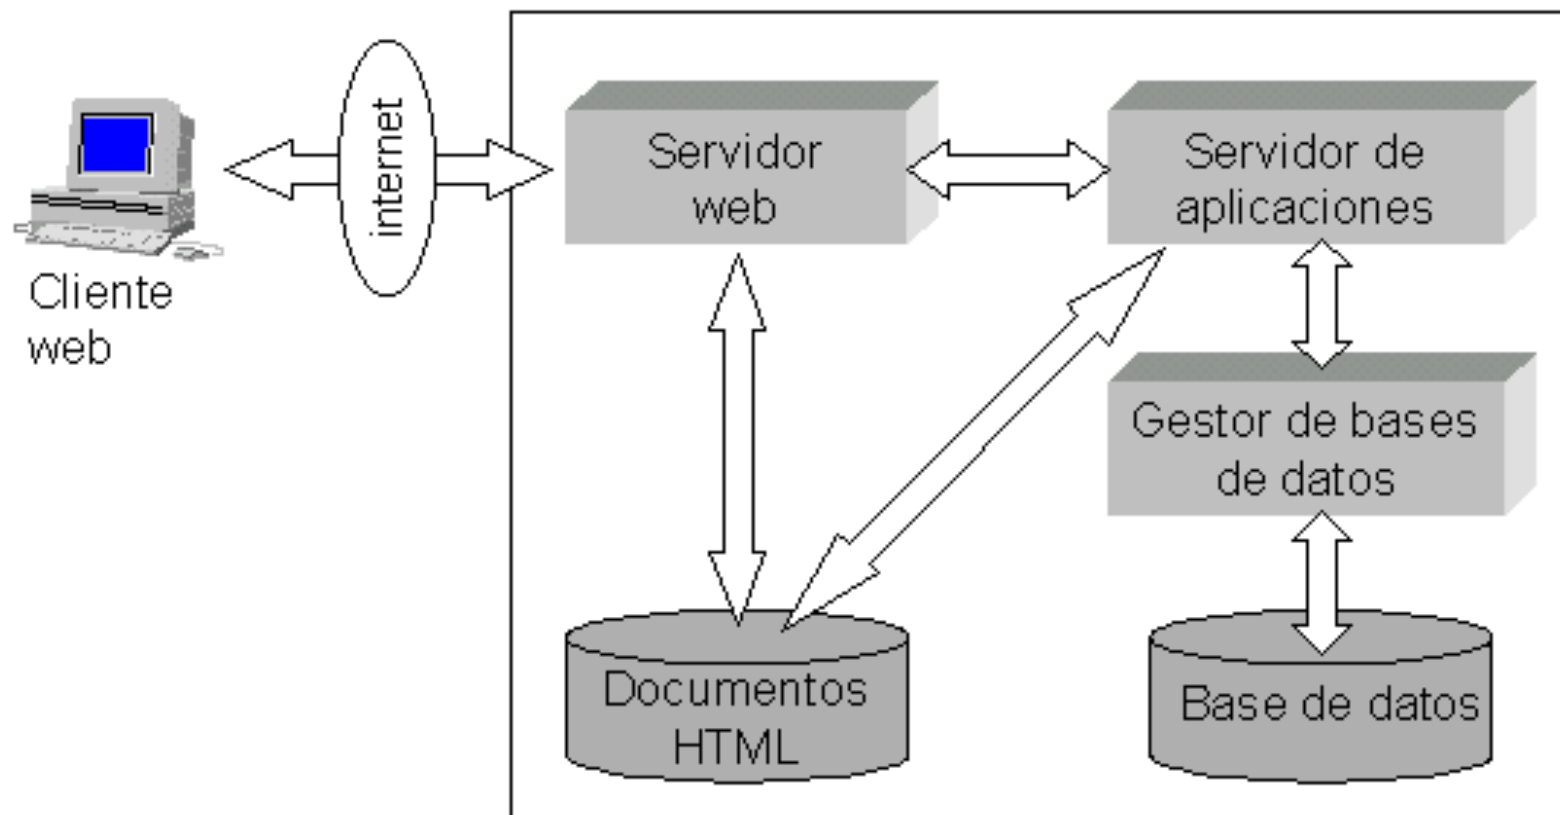 Cliente
web
internet
Servidor
web
Servidor de
aplicaciones
Gestor de bases
de datos
Documentos
HTML
Base de datos